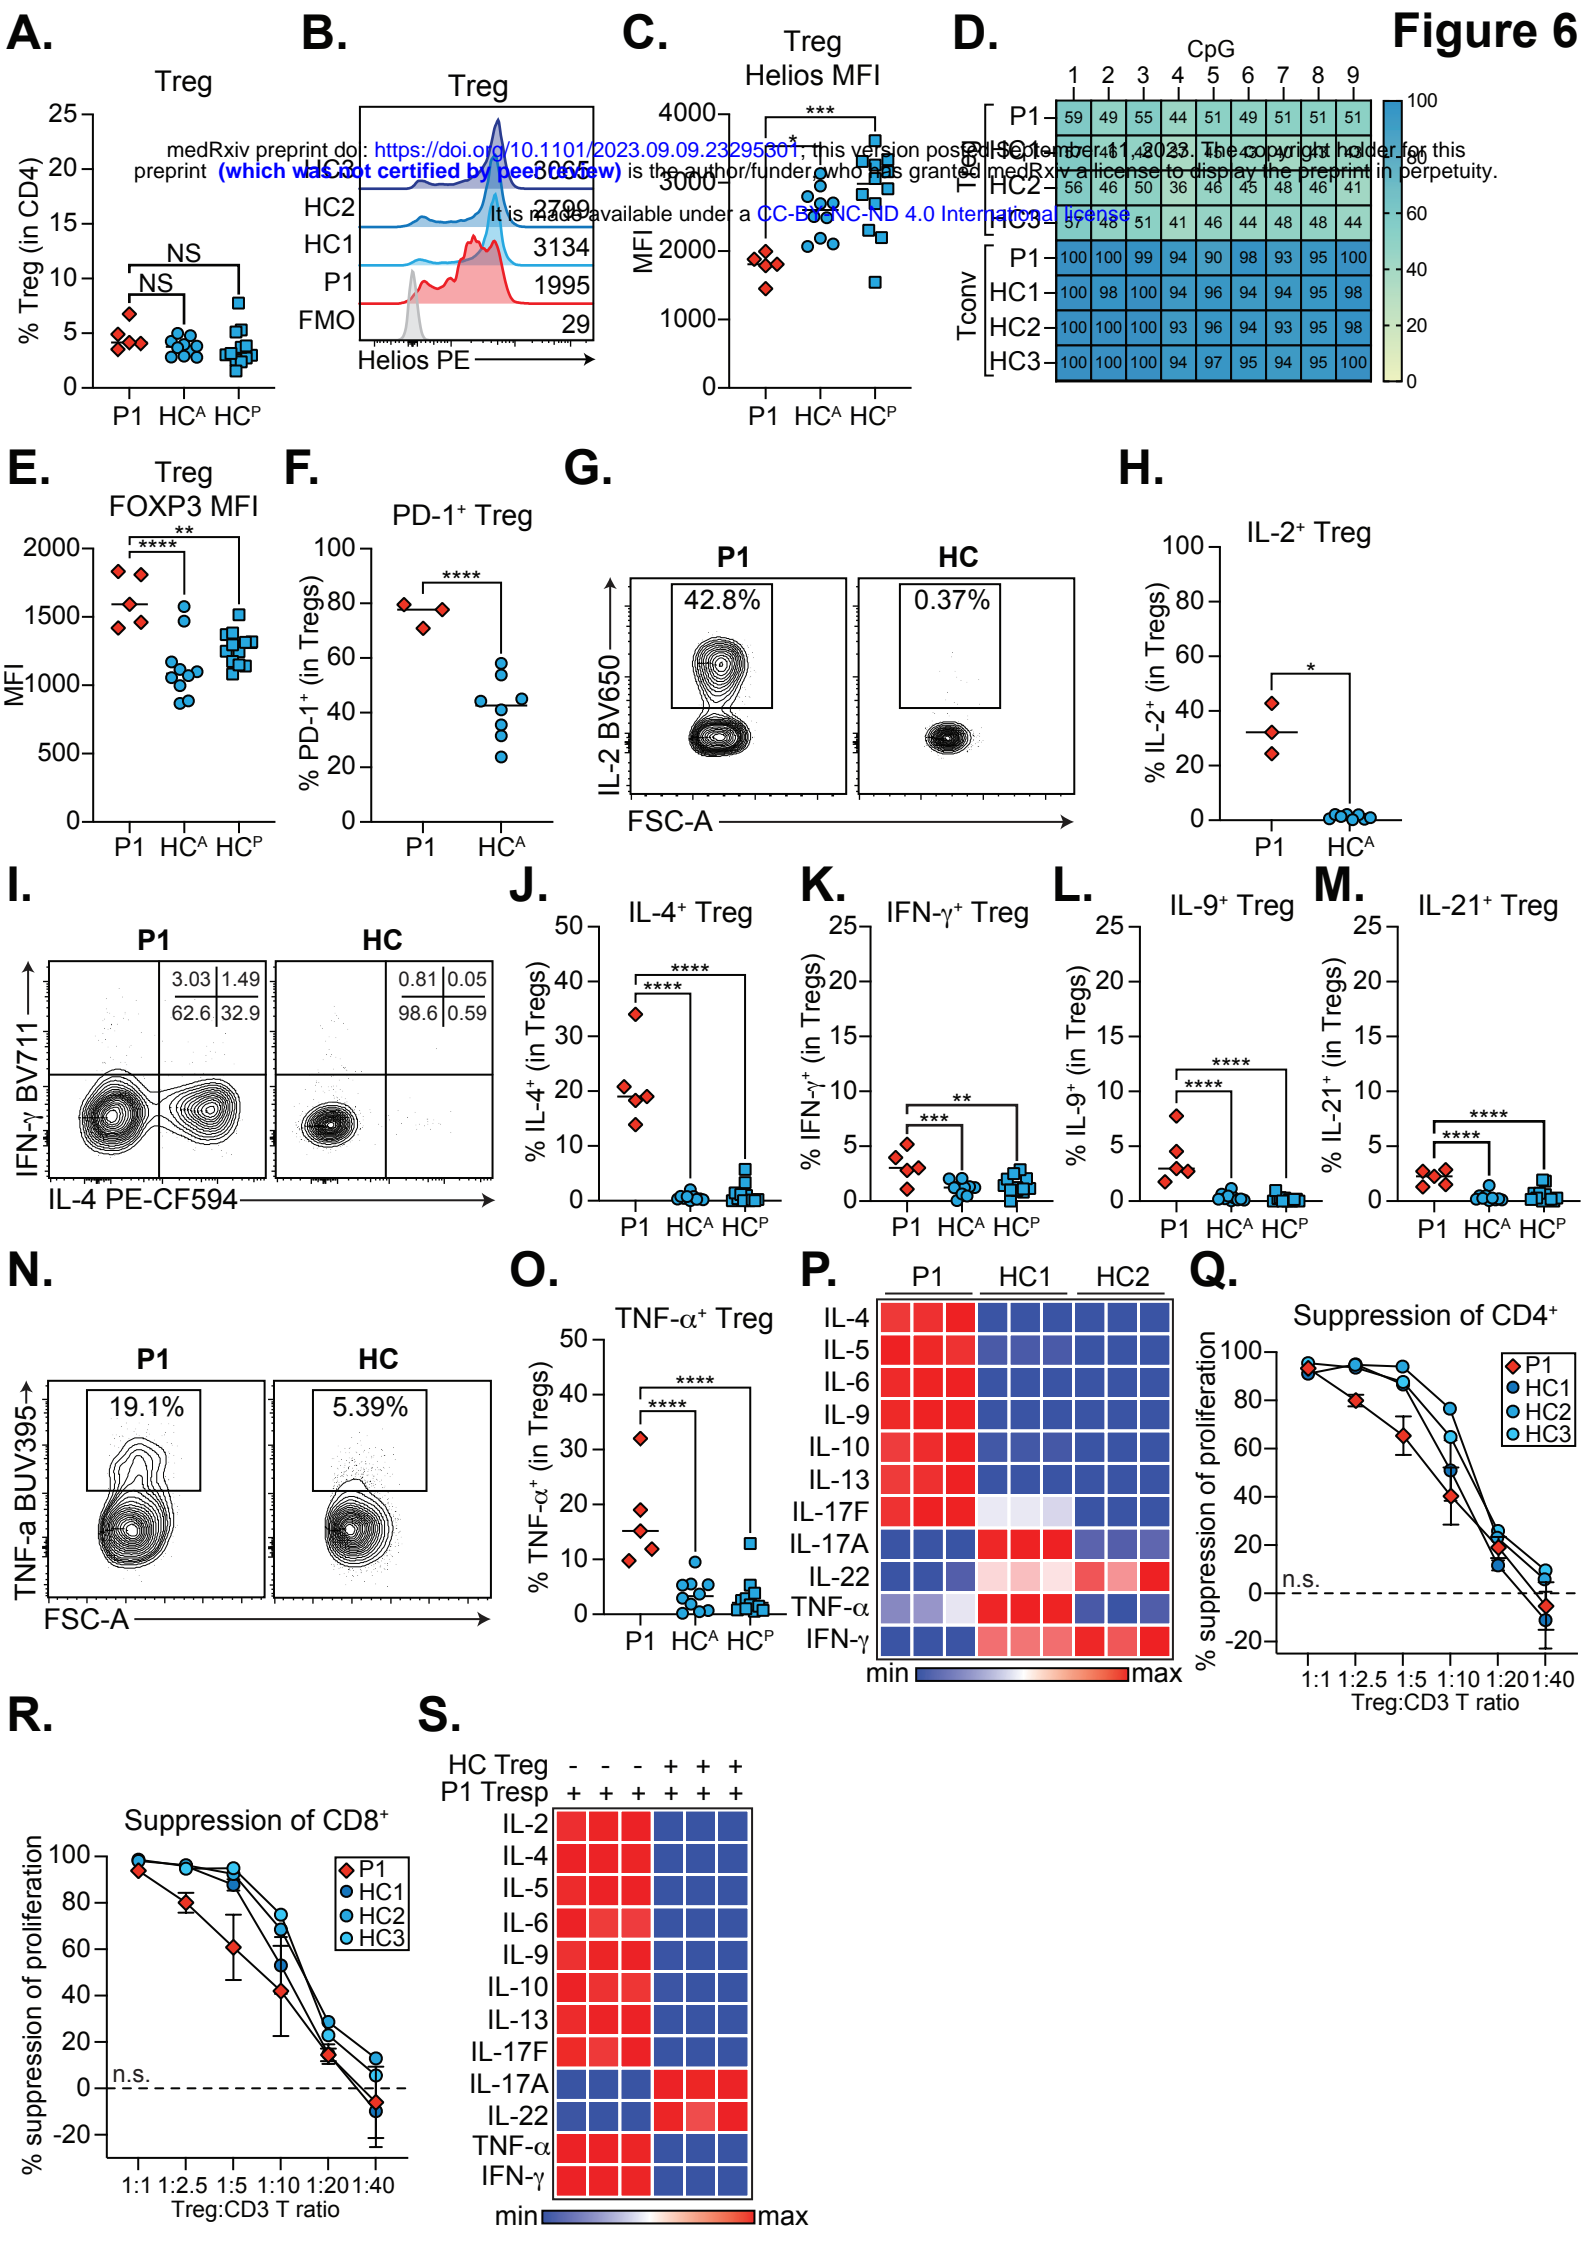 Figure 6
A.
Treg
% Treg (in CD4)
25
20
15
10
5
0
NS
NS
P1 HCᴬ HCᴾ
B.
Treg
HC3 3065
HC2 2799
HC1 3134
P1 1995
FMO 29
Helios PE
C.
Treg
Helios MFI
MFI
4000
3000
2000
1000
0
***
*
P1 HCᴬ HCᴾ
D.
CpG
1 2 3 4 5 6 7 8 9
Treg
P1 59 49 55 44 51 49 51 51 51
HC1
HC2 56 46 50 36 46 45 48 46 41
HC3 57 48 51 41 46 44 48 48 44
Tconv
P1 100 100 99 94 90 98 93 95 100
HC1 100 98 100 94 96 94 94 95 98
HC2 100 100 100 93 96 94 93 95 98
HC3 100 100 100 94 97 95 94 95 100
100
80
60
40
20
0
medRxiv preprint doi: https://doi.org/10.1101/2023.09.09.23295301; this version posted September 11, 2023. The copyright holder for this
preprint (which was not certified by peer review) is the author/funder, who has granted medRxiv a license to display the preprint in perpetuity.
It is made available under a CC-BY-NC-ND 4.0 International license
E.
Treg
FOXP3 MFI
MFI
2000
1500
1000
500
0
**
****
P1 HCᴬ HCᴾ
F.
PD-1⁺ Treg
% PD-1⁺ (in Tregs)
100
80
60
40
20
0
****
P1 HCᴬ
G.
P1 HC
42.8% 0.37%
IL-2 BV650
FSC-A
H.
IL-2⁺ Treg
% IL-2⁺ (in Tregs)
100
80
60
40
20
0
*
P1 HCᴬ
I.
P1 HC
3.03 1.49
62.6 32.9
0.81 0.05
98.6 0.59
IFN-γ BV711
IL-4 PE-CF594
J.
IL-4⁺ Treg
% IL-4⁺ (in Tregs)
50
40
30
20
10
0
****
****
P1 HCᴬ HCᴾ
K.
IFN-γ⁺ Treg
% IFN-γ⁺ (in Tregs)
25
20
15
10
5
0
**
***
P1 HCᴬ HCᴾ
L.
IL-9⁺ Treg
% IL-9⁺ (in Tregs)
25
20
15
10
5
0
****
****
P1 HCᴬ HCᴾ
M.
IL-21⁺ Treg
% IL-21⁺ (in Tregs)
25
20
15
10
5
0
****
****
P1 HCᴬ HCᴾ
N.
P1 HC
19.1% 5.39%
TNF-a BUV395
FSC-A
O.
TNF-α⁺ Treg
% TNF-α⁺ (in Tregs)
50
40
30
20
10
0
****
****
P1 HCᴬ HCᴾ
P.
P1 HC1 HC2
IL-4
IL-5
IL-6
IL-9
IL-10
IL-13
IL-17F
IL-17A
IL-22
TNF-α
IFN-γ
min max
Q.
Suppression of CD4⁺
% suppression of proliferation
100
80
60
40
20
0
-20
n.s.
P1
HC1
HC2
HC3
1:1 1:2.5 1:5 1:10 1:20 1:40
Treg:CD3 T ratio
R.
Suppression of CD8⁺
% suppression of proliferation
100
80
60
40
20
0
-20
n.s.
P1
HC1
HC2
HC3
1:1 1:2.5 1:5 1:10 1:20 1:40
Treg:CD3 T ratio
S.
HC Treg - - - + + +
P1 Tresp + + + + + +
IL-2
IL-4
IL-5
IL-6
IL-9
IL-10
IL-13
IL-17F
IL-17A
IL-22
TNF-α
IFN-γ
min max